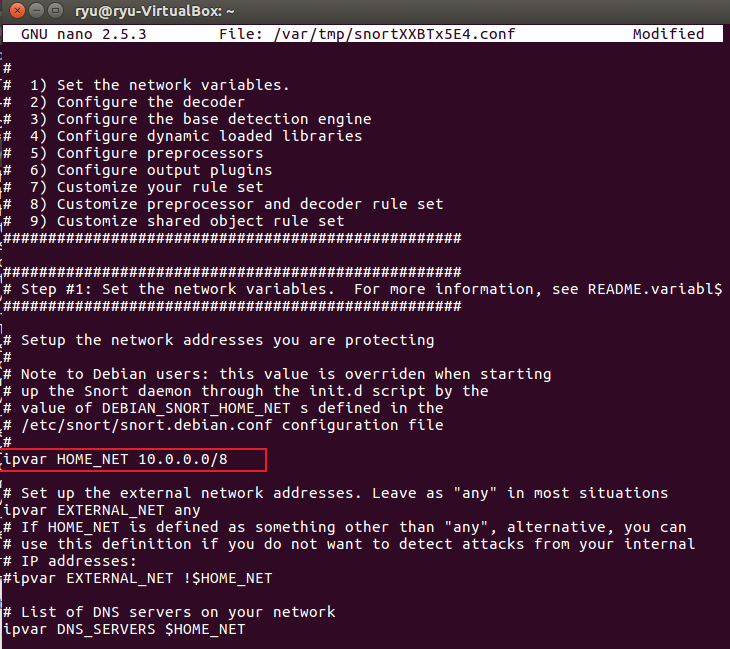 ryu@ryu-VirtualBox: ~
GNU nano 2.5.3 File: /var/tmp/snortXXBTx5E4.conf Modified
#
#  1) Set the network variables.
#  2) Configure the decoder
#  3) Configure the base detection engine
#  4) Configure dynamic loaded libraries
#  5) Configure preprocessors
#  6) Configure output plugins
#  7) Customize your rule set
#  8) Customize preprocessor and decoder rule set
#  9) Customize shared object rule set
###################################################
###################################################
# Step #1: Set the network variables.  For more information, see README.variabl$
###################################################
# Setup the network addresses you are protecting
#
# Note to Debian users: this value is overriden when starting
# up the Snort daemon through the init.d script by the
# value of DEBIAN_SNORT_HOME_NET s defined in the
# /etc/snort/snort.debian.conf configuration file
#
ipvar HOME_NET 10.0.0.0/8
# Set up the external network addresses. Leave as "any" in most situations
ipvar EXTERNAL_NET any
# If HOME_NET is defined as something other than "any", alternative, you can
# use this definition if you do not want to detect attacks from your internal
# IP addresses:
#ipvar EXTERNAL_NET !$HOME_NET
# List of DNS servers on your network
ipvar DNS_SERVERS $HOME_NET